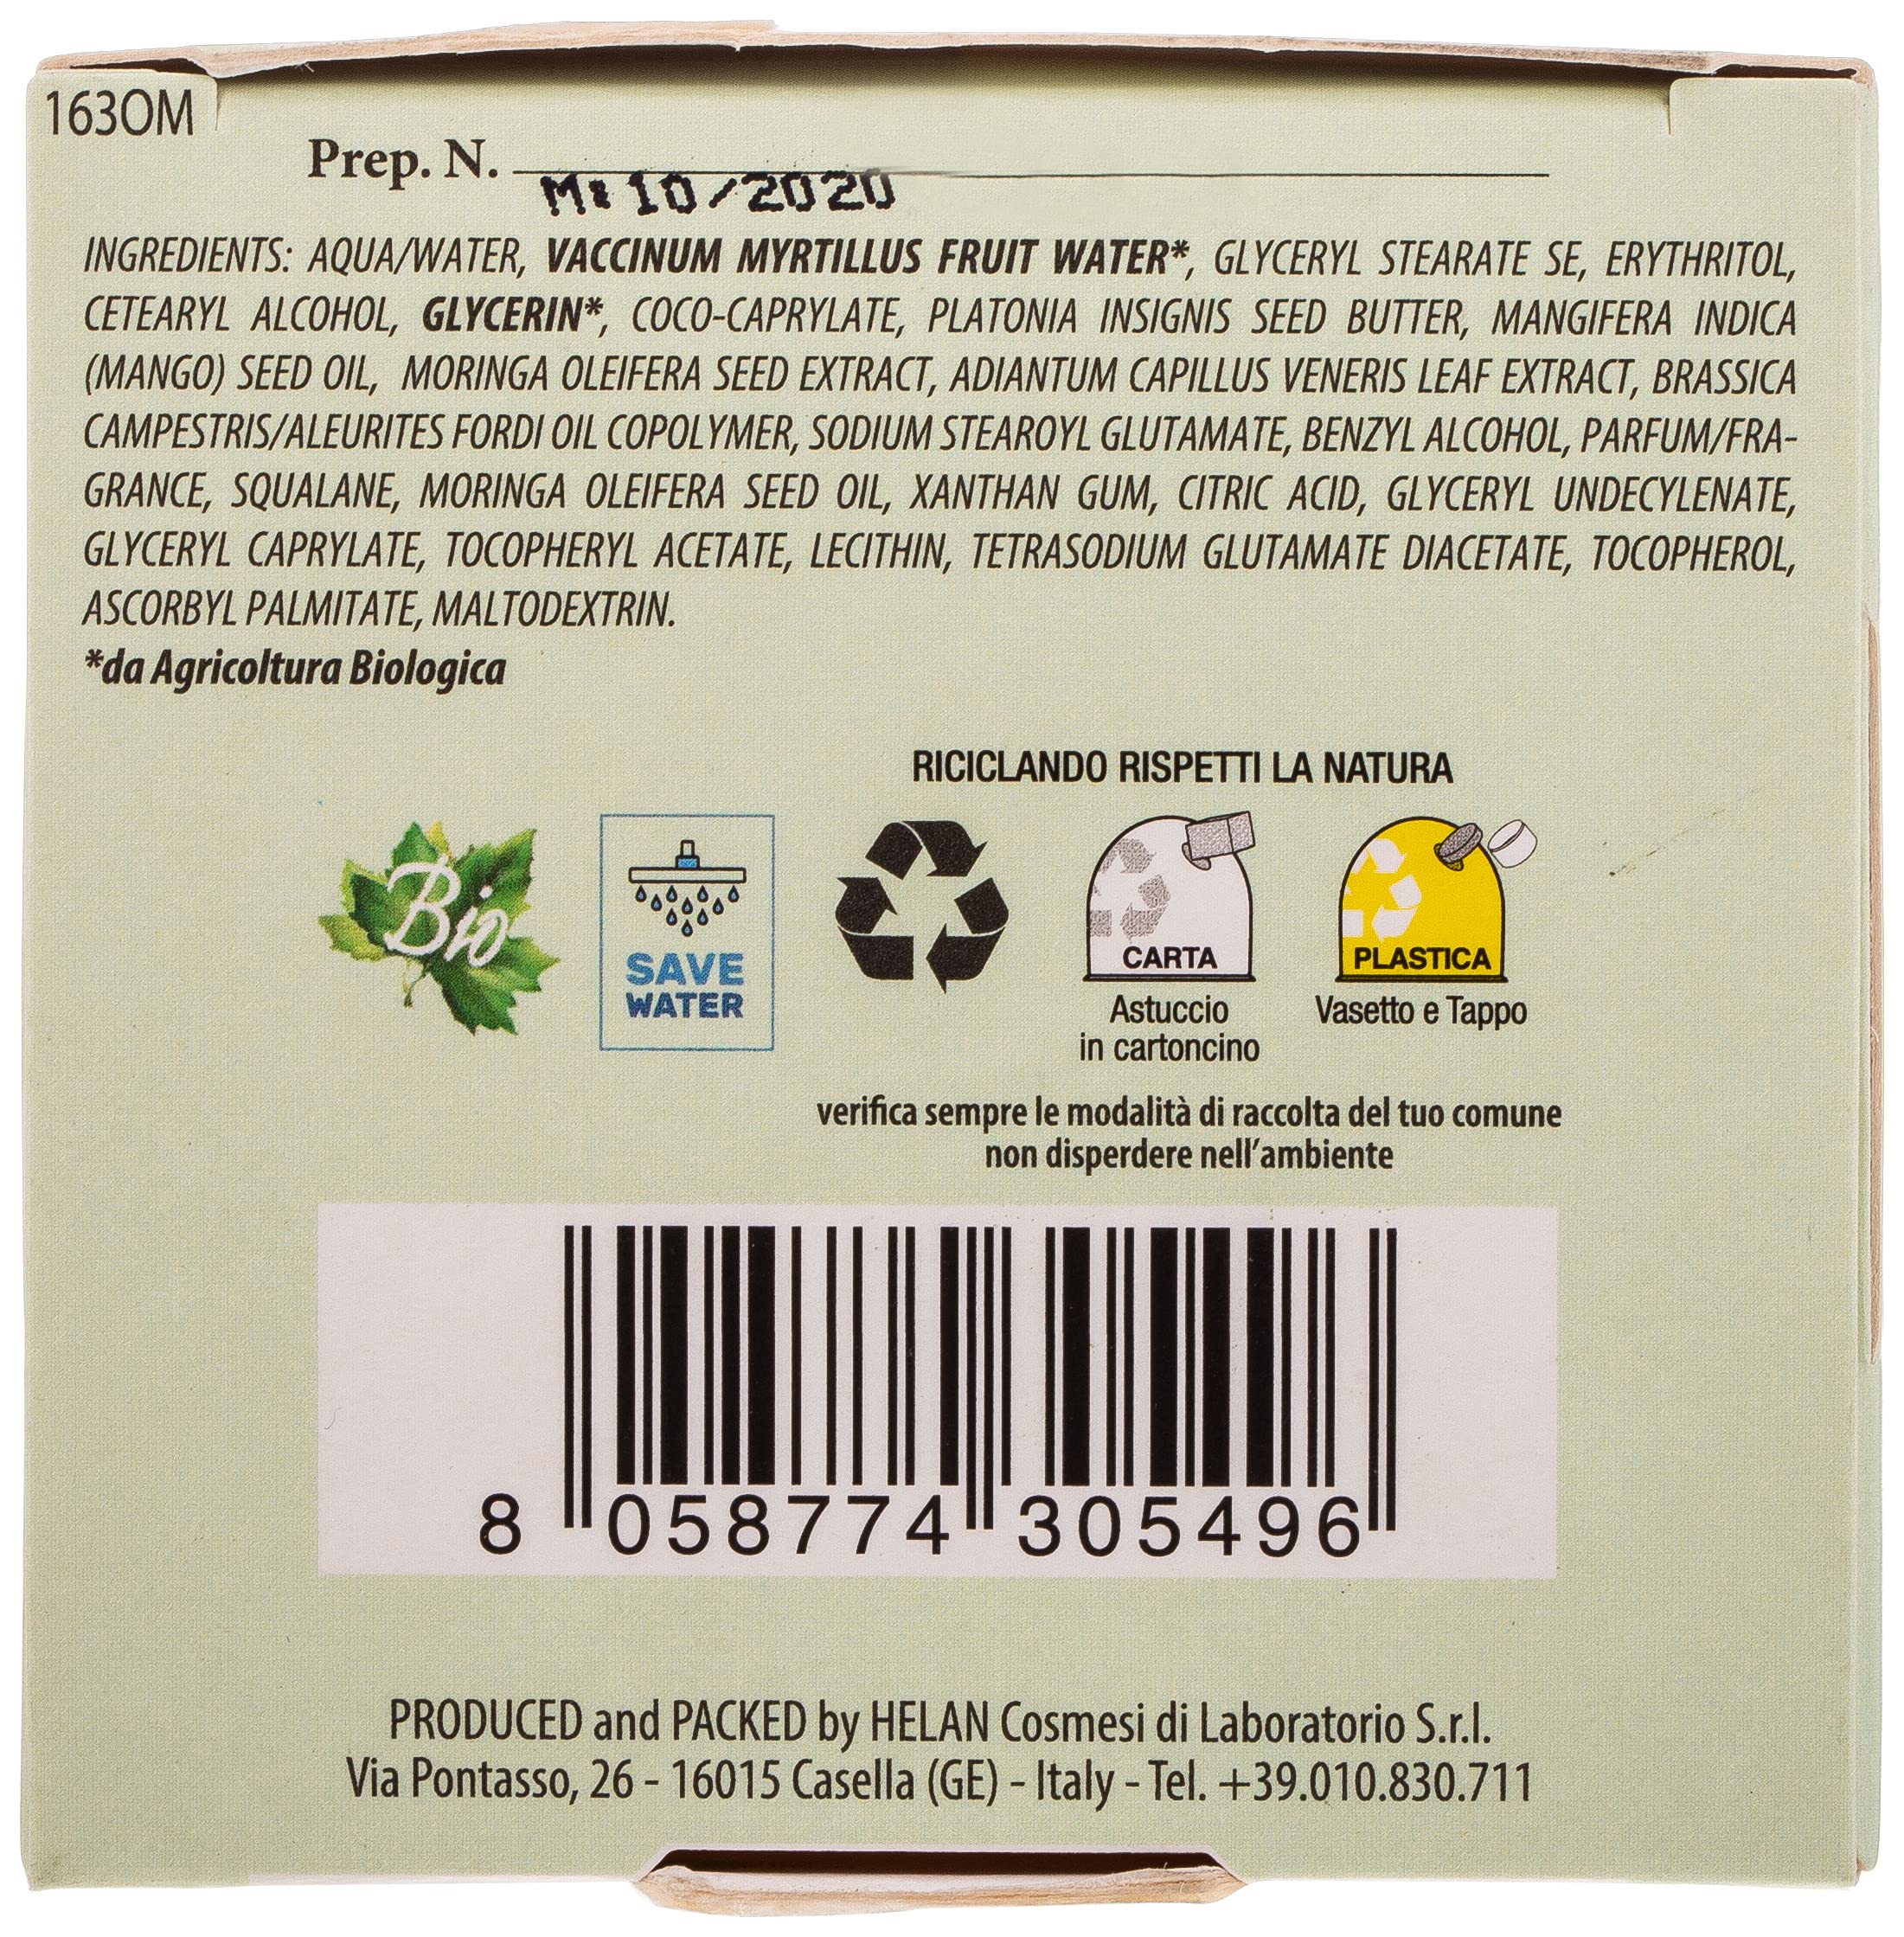 163OM
Prep. N.
M: 10/2020
INGREDIENTS: AQUA/WATER, VACCINUM MYRTILLUS FRUIT WATER*, GLYCERYL STEARATE SE, ERYTHRITOL,
CETEARYL ALCOHOL, GLYCERIN*, COCO-CAPRYLATE, PLATONIA INSIGNIS SEED BUTTER, MANGIFERA INDICA
(MANGO) SEED OIL, MORINGA OLEIFERA SEED EXTRACT, ADIANTUM CAPILLUS VENERIS LEAF EXTRACT, BRASSICA
CAMPESTRIS/ALEURITES FORDI OIL COPOLYMER, SODIUM STEAROYL GLUTAMATE, BENZYL ALCOHOL, PARFUM/FRA-
GRANCE, SQUALANE, MORINGA OLEIFERA SEED OIL, XANTHAN GUM, CITRIC ACID, GLYCERYL UNDECYLENATE,
GLYCERYL CAPRYLATE, TOCOPHERYL ACETATE, LECITHIN, TETRASODIUM GLUTAMATE DIACETATE, TOCOPHEROL,
ASCORBYL PALMITATE, MALTODEXTRIN.
*da Agricoltura Biologica
RICICLANDO RISPETTI LA NATURA
Bio
SAVE
WATER
CARTA
Astuccio
in cartoncino
PLASTICA
Vasetto e Tappo
verifica sempre le modalità di raccolta del tuo comune
non disperdere nell'ambiente
8 058774 305496
PRODUCED and PACKED by HELAN Cosmesi di Laboratorio S.r.l.
Via Pontasso, 26 - 16015 Casella (GE) - Italy - Tel. +39.010.830.711